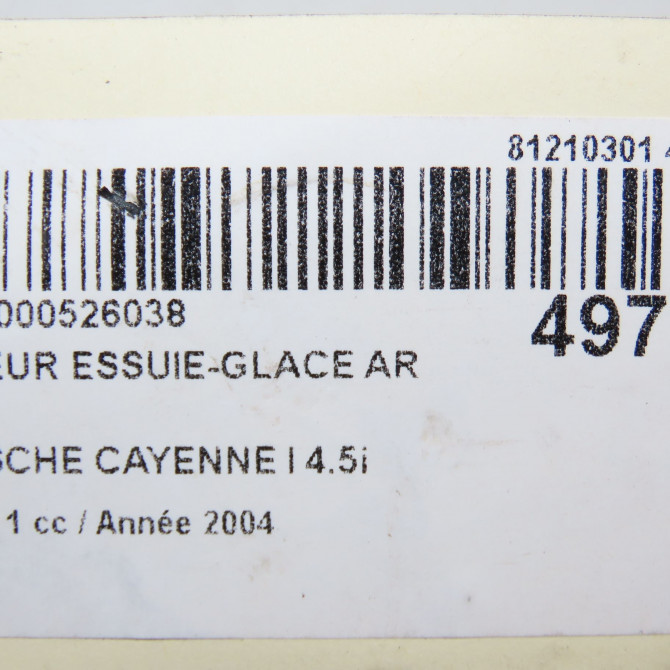 81210301 4
000526038
497
EUR ESSUIE-GLACE AR
SCHE CAYENNE I 4.5i
1 cc / Année 2004